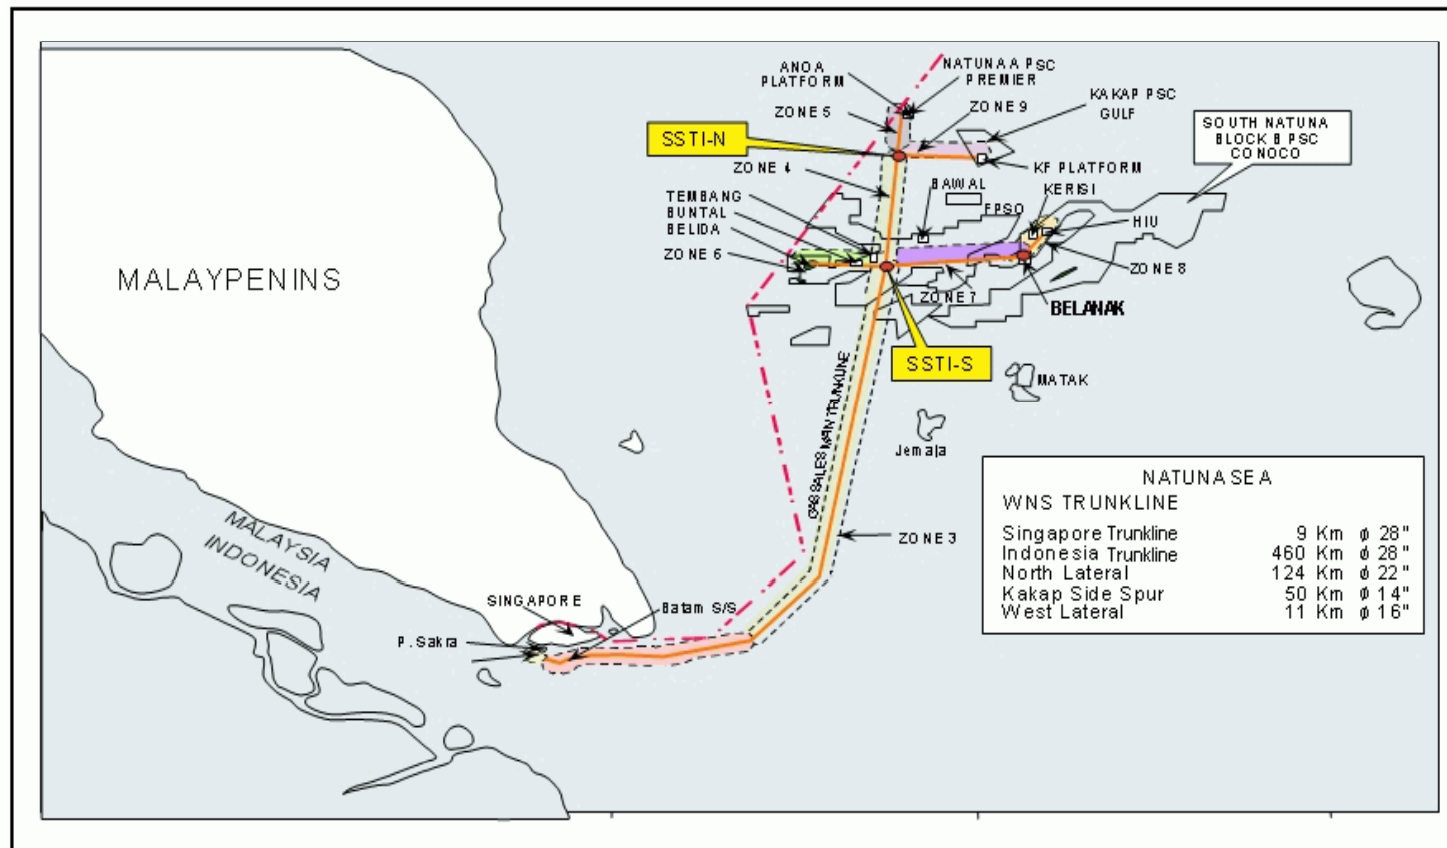 ANOA
PLATFORM
NATUNA A PSC
PREMIER
ZONE 5
ZONE 9
KAKAP PSC
GULF
SOUTH NATUNA
BLOCK B PSC
CONOCO
SSTI-N
ZONE 4
KF PLATFORM
BAWAL
KERISI
TEMBANG
BUNTAL
BELIDA
FPSO
HIU
ZONE 6
ZONE 8
MALAYPENINS
ZONE 7
BELANAK
SSTI-S
MATAK
GAS SALES MAIN TRUNKLINE
Jemaja
NATUNA SEA
WNS TRUNKLINE
Singapore Trunkline 9 Km ø 28"
Indonesia Trunkline 460 Km ø 28"
North Lateral 124 Km ø 22"
Kakap Side Spur 50 Km ø 14"
West Lateral 11 Km ø 16"
ZONE 3
MALAYSIA
INDONESIA
SINGAPORE
Batam S/S
P. Sakra